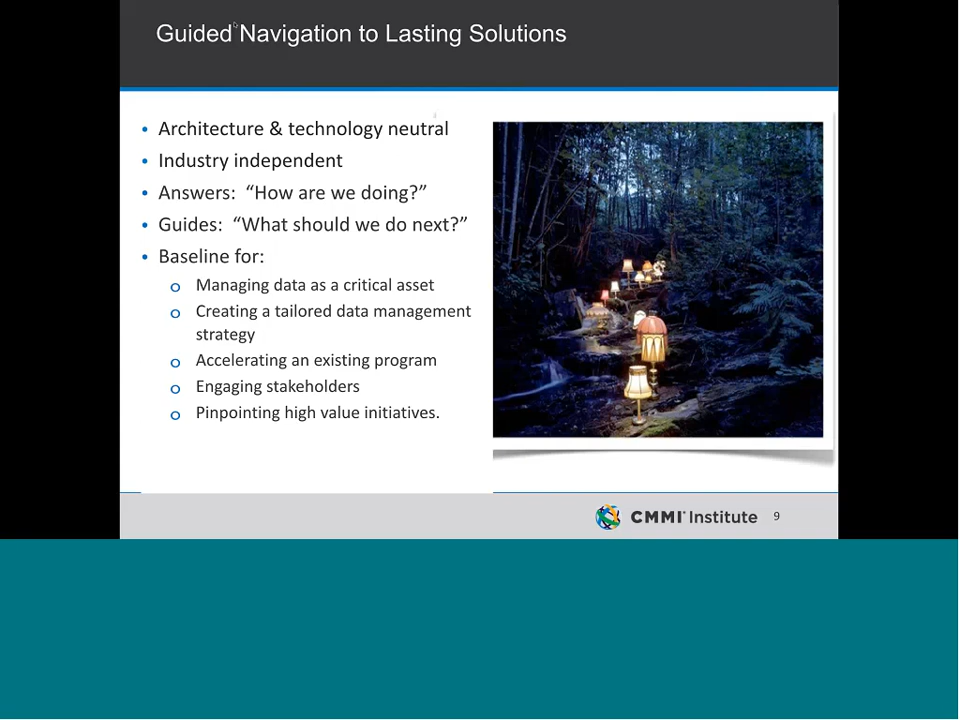 Guided Navigation to Lasting Solutions
• Architecture & technology neutral
• Industry independent
• Answers: “How are we doing?”
• Guides: “What should we do next?”
• Baseline for:
o Managing data as a critical asset
o Creating a tailored data management
strategy
o Accelerating an existing program
o Engaging stakeholders
o Pinpointing high value initiatives.
CMMI® Institute 9